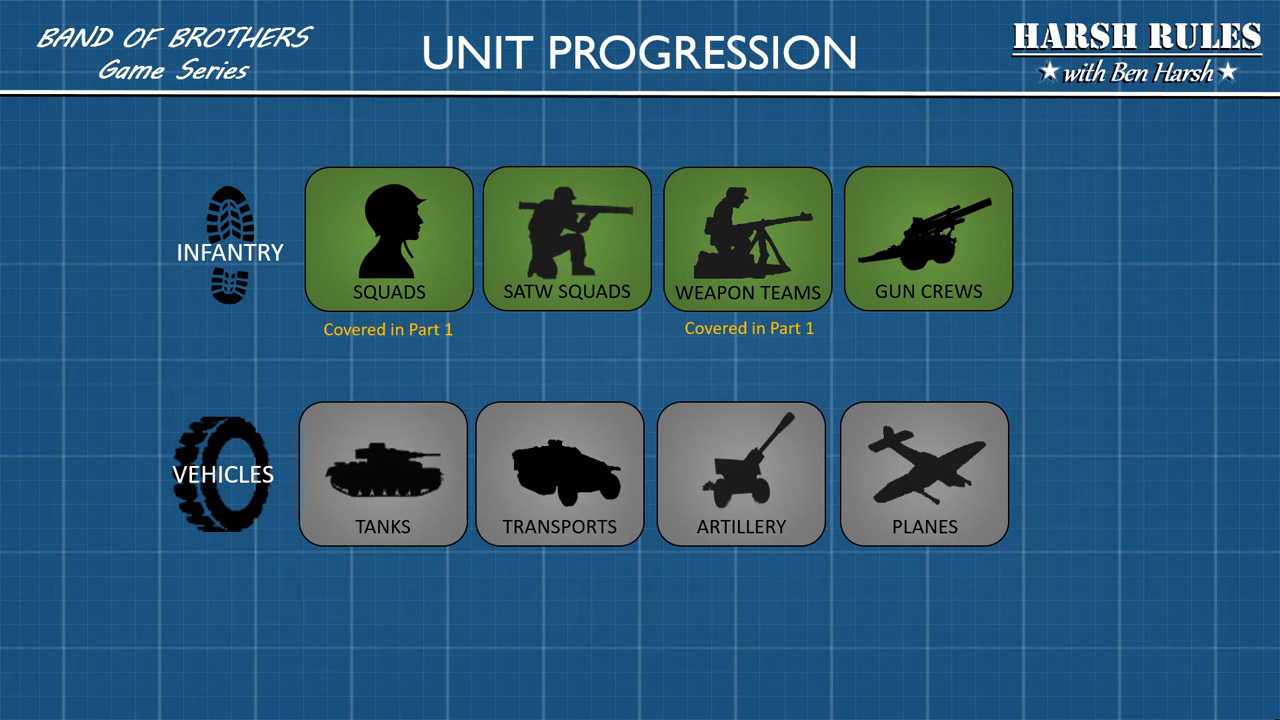 BAND OF BROTHERS
Game Series
UNIT PROGRESSION
HARSH RULES
with Ben Harsh
INFANTRY
SQUADS
SATW SQUADS
WEAPON TEAMS
GUN CREWS
Covered in Part 1
Covered in Part 1
VEHICLES
TANKS
TRANSPORTS
ARTILLERY
PLANES